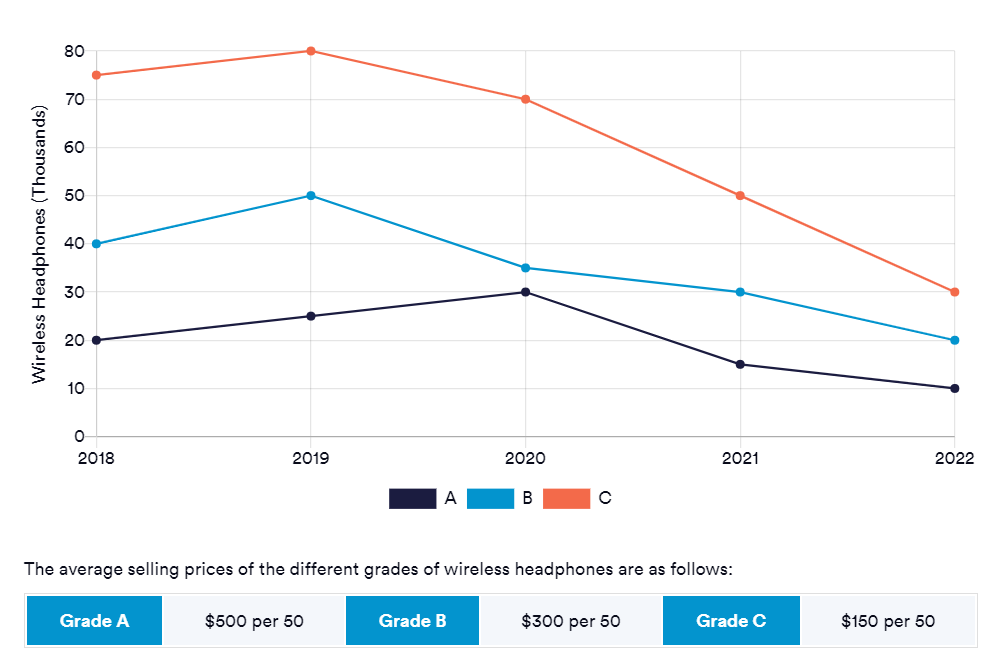 Wireless Headphones (Thousands)
80
70
60
50
40
30
20
10
0
2018 2019 2020 2021 2022
A B C
The average selling prices of the different grades of wireless headphones are as follows:
Grade A $500 per 50 Grade B $300 per 50 Grade C $150 per 50